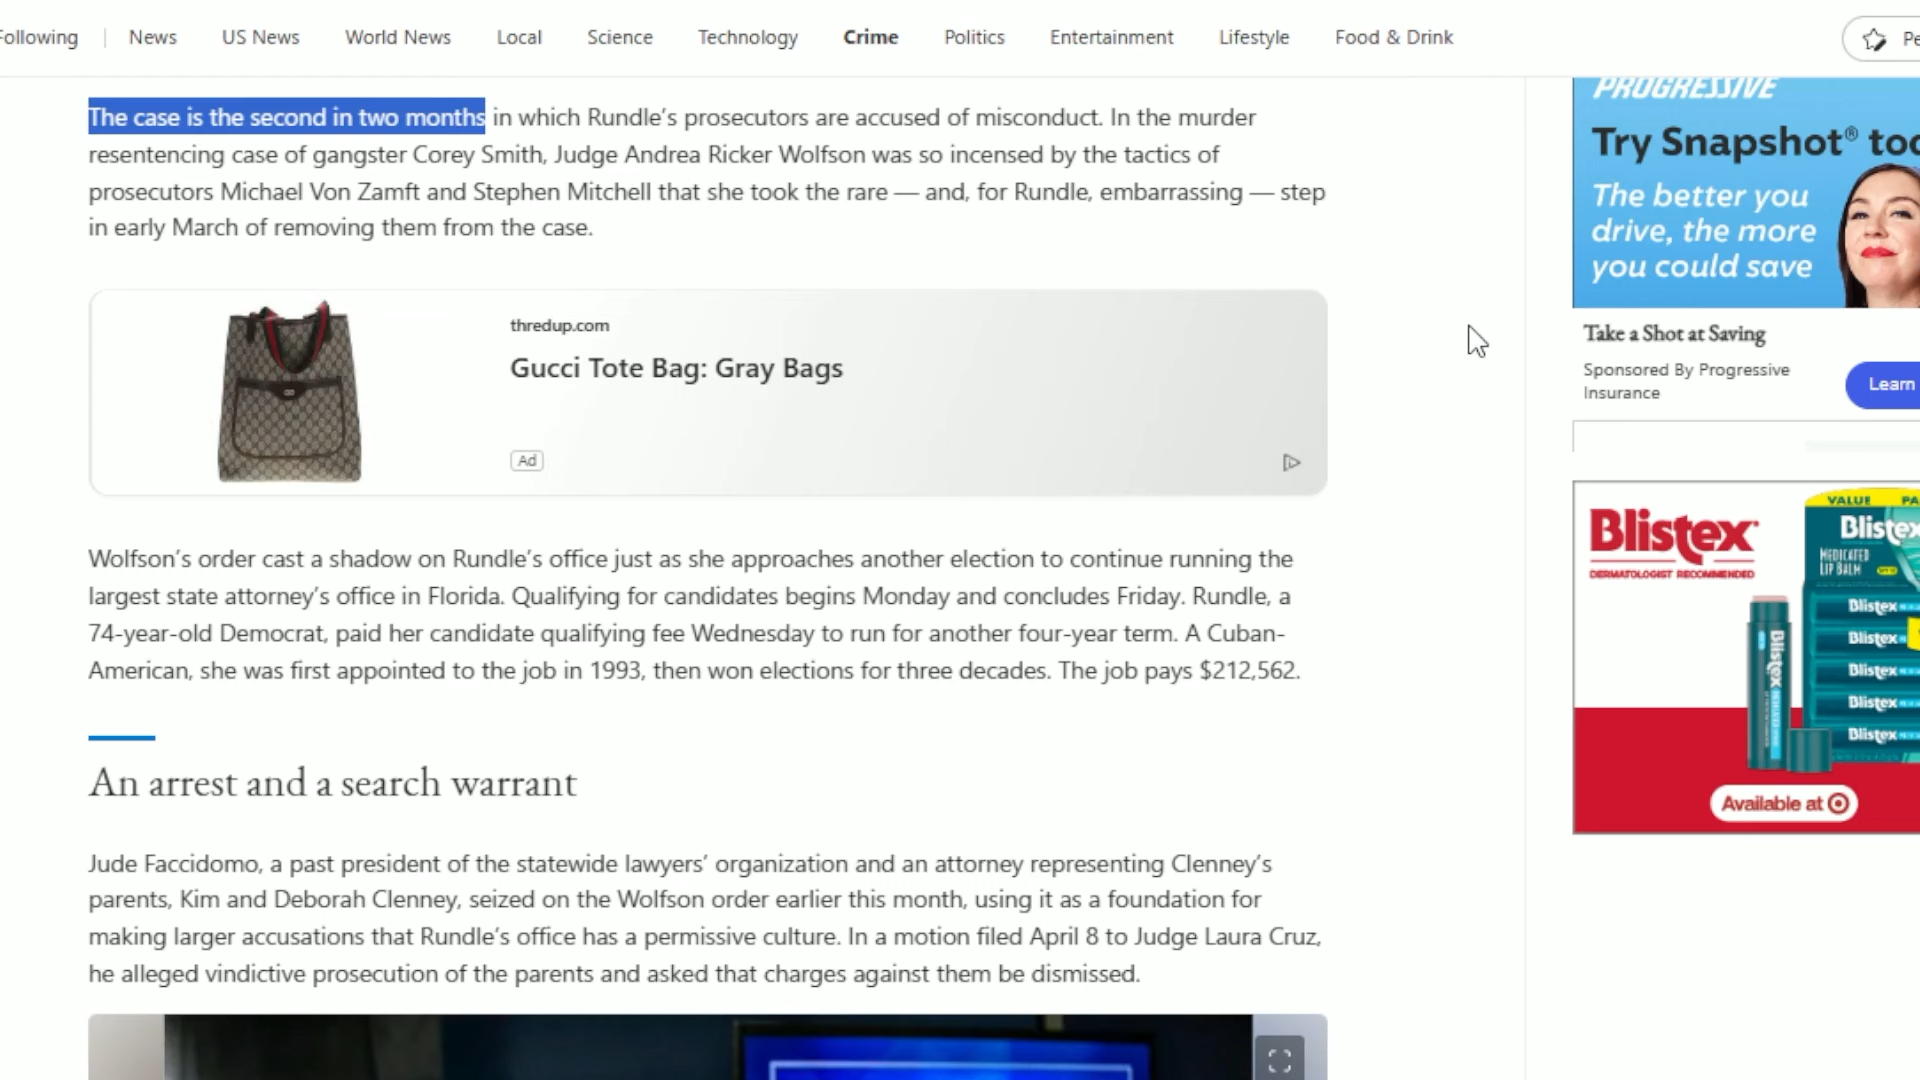 Following
News
US News
World News
Local
Science
Technology
Crime
Politics
Entertainment
Lifestyle
Food & Drink
The case is the second in two months in which Rundle’s prosecutors are accused of misconduct. In the murder
resentencing case of gangster Corey Smith, Judge Andrea Ricker Wolfson was so incensed by the tactics of
prosecutors Michael Von Zamft and Stephen Mitchell that she took the rare — and, for Rundle, embarrassing — step
in early March of removing them from the case.
thredup.com
Gucci Tote Bag: Gray Bags
Ad
Wolfson’s order cast a shadow on Rundle’s office just as she approaches another election to continue running the
largest state attorney’s office in Florida. Qualifying for candidates begins Monday and concludes Friday. Rundle, a
74-year-old Democrat, paid her candidate qualifying fee Wednesday to run for another four-year term. A Cuban-
American, she was first appointed to the job in 1993, then won elections for three decades. The job pays $212,562.
An arrest and a search warrant
Jude Faccidomo, a past president of the statewide lawyers’ organization and an attorney representing Clenney’s
parents, Kim and Deborah Clenney, seized on the Wolfson order earlier this month, using it as a foundation for
making larger accusations that Rundle’s office has a permissive culture. In a motion filed April 8 to Judge Laura Cruz,
he alleged vindictive prosecution of the parents and asked that charges against them be dismissed.
PROGRESSIVE
Try Snapshot®
The better you
drive, the more
you could save
Take a Shot at Saving
Sponsored By Progressive
Insurance
Learn
Blistex
DERMATOLOGIST RECOMMENDED
VALUE
Blistex
MEDICATED
LIP BALM
Blistex
Blistex
Blistex
Blistex
Blistex
Blistex
Available at